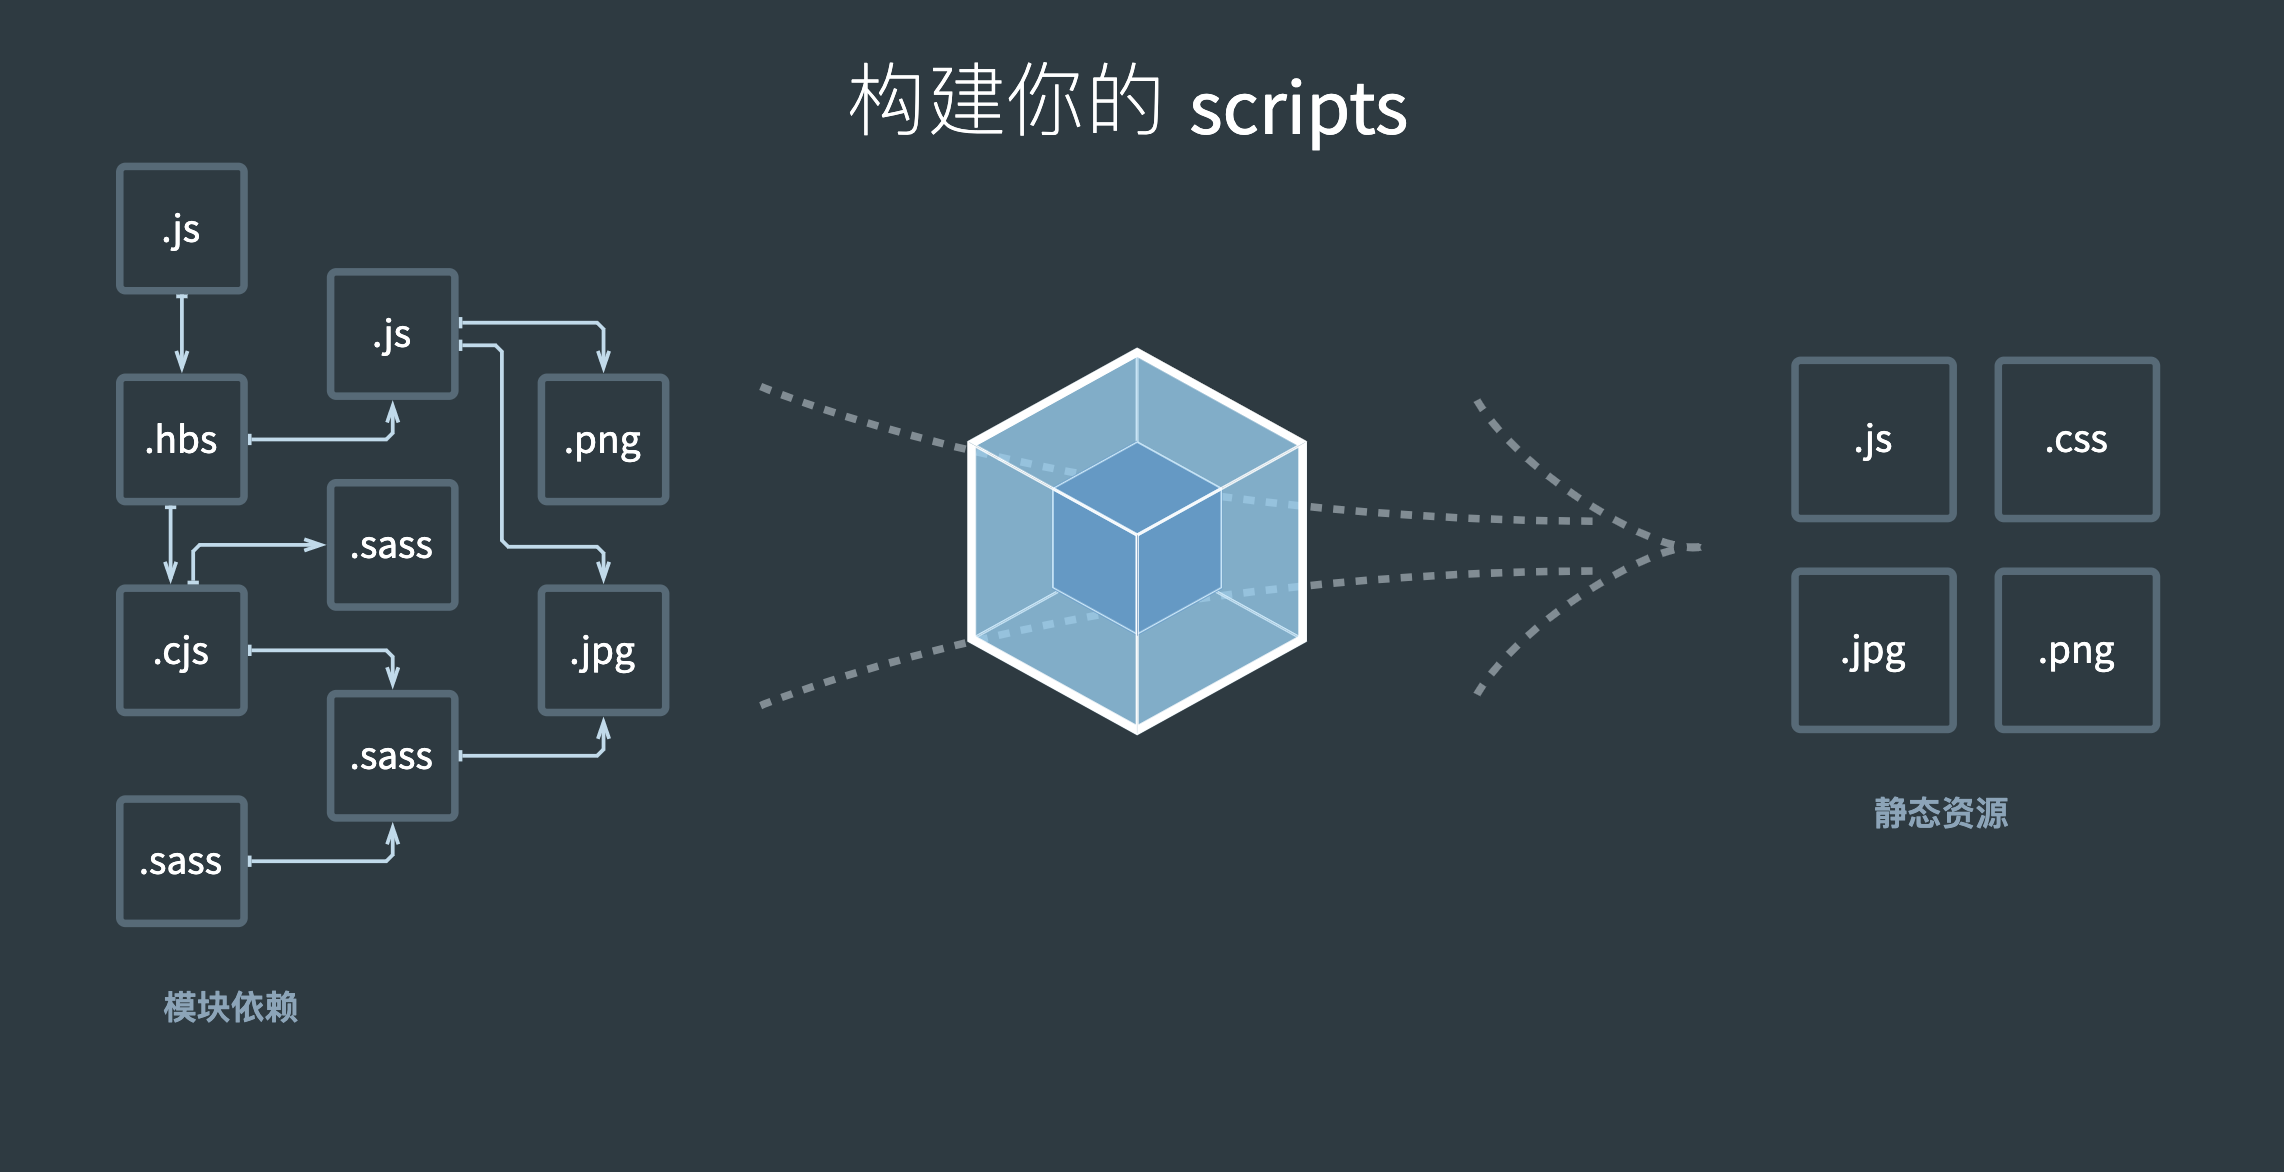 构建你的 scripts
.js
.js
.hbs
.png
.sass
.cjs
.jpg
.sass
.sass
模块依赖
.js
.css
.jpg
.png
静态资源